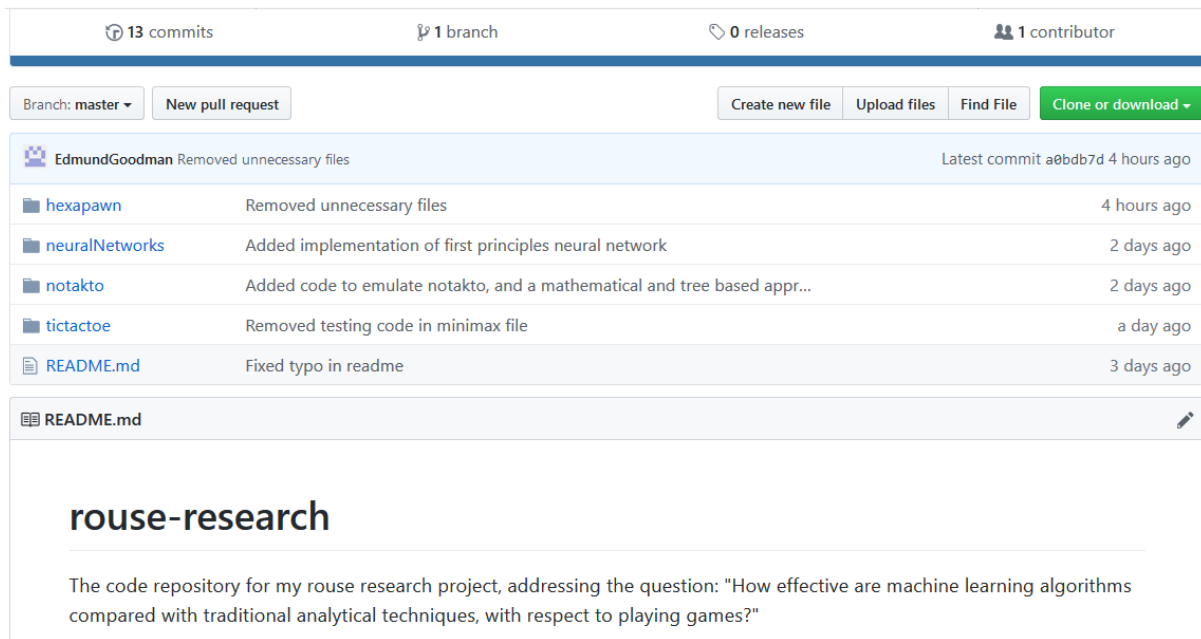 13 commits 1 branch 0 releases 1 contributor
Branch: master New pull request Create new file Upload files Find File Clone or download
EdmundGoodman Removed unnecessary files Latest commit a0bdb7d 4 hours ago
hexapawn Removed unnecessary files 4 hours ago
neuralNetworks Added implementation of first principles neural network 2 days ago
notakto Added code to emulate notakto, and a mathematical and tree based appr... 2 days ago
tictactoe Removed testing code in minimax file a day ago
README.md Fixed typo in readme 3 days ago
README.md
rouse-research
The code repository for my rouse research project, addressing the question: "How effective are machine learning algorithms
compared with traditional analytical techniques, with respect to playing games?"